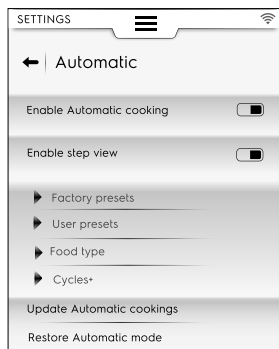 SETTINGS
Automatic
Enable Automatic cooking
Enable step view
Factory presets
User presets
Food type
Cycles+
Update Automatic cookings
Restore Automatic mode